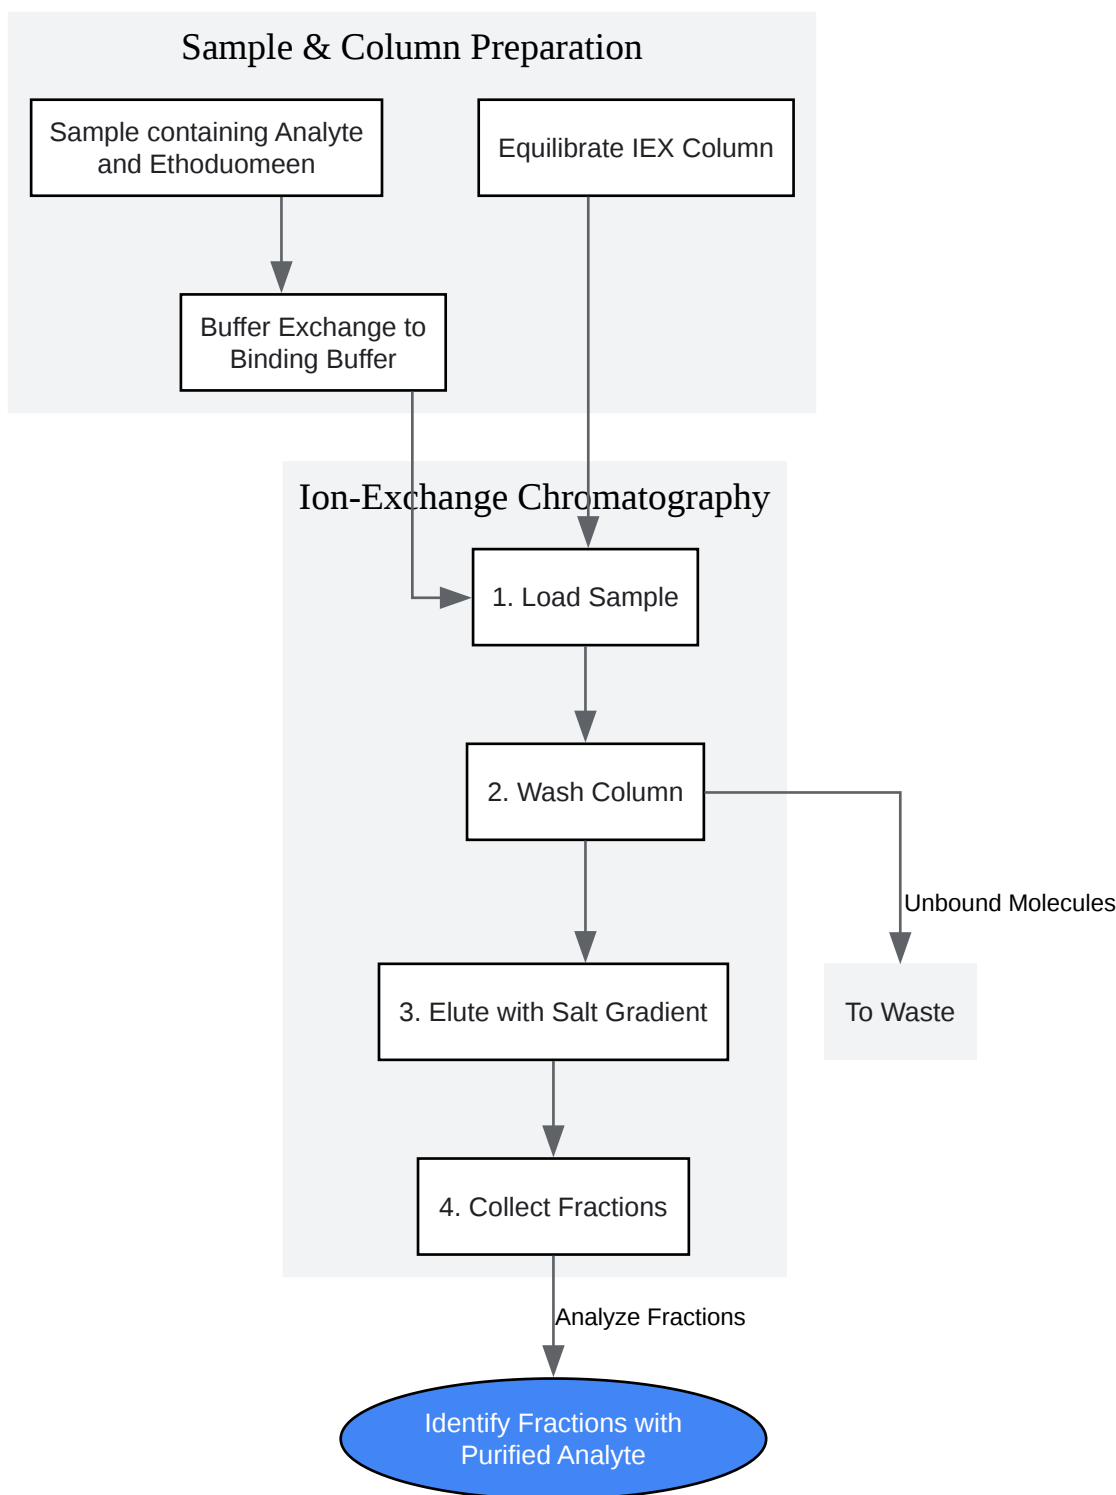 Sample & Column Preparation
Sample containing Analyte
and Ethoduomeen
Equilibrate IEX Column
Buffer Exchange to
Binding Buffer
Ion-Exchange Chromatography
1. Load Sample
2. Wash Column
Unbound Molecules
3. Elute with Salt Gradient
To Waste
4. Collect Fractions
Analyze Fractions
Identify Fractions with
Purified Analyte